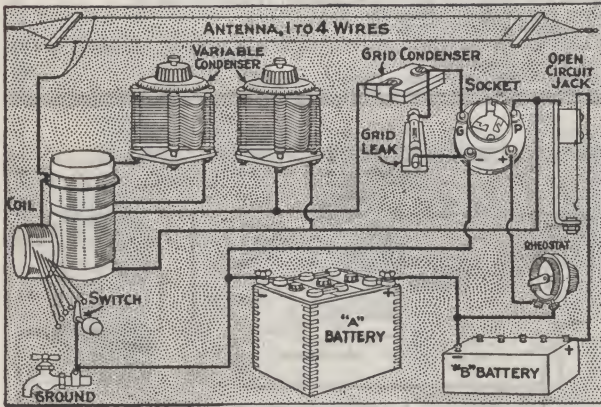 ANTENNA, 1 TO 4 WIRES
VARIABLE
CONDENSER
GRID CONDENSER
SOCKET
OPEN
CIRCUIT
JACK
G
P
GRID
LEAK
- +
COIL
RHEOSTAT
SWITCH
- +
"A"
BATTERY
- +
"B" BATTERY
GROUND